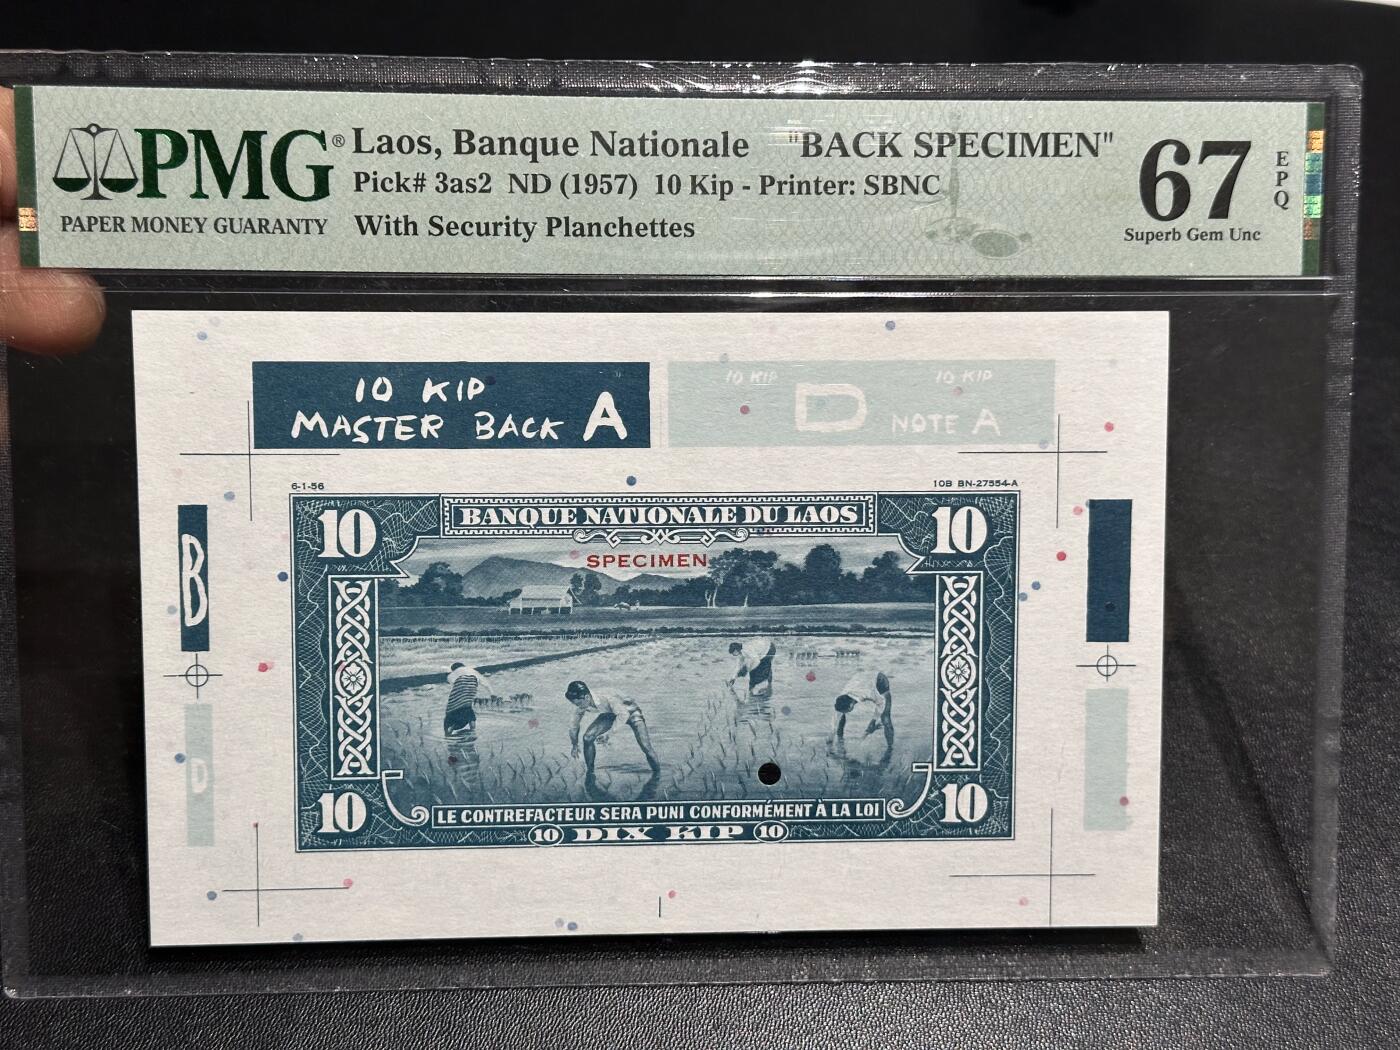 PMG® Laos, Banque Nationale "BACK SPECIMEN" 67 EPQ
Pick# 3as2 ND (1957) 10 Kip - Printer: SBNC
PAPER MONEY GUARANTY With Security Planchettes Superb Gem Unc
10 KIP 10 KIP 10 KIP
MASTER BACK A D NOTE A
6-1-56 10B BN-27554-A
10 BANQUE NATIONALE DU LAOS 10
SPECIMEN
B
D
10 LE CONTREFACTEUR SERA PUNI CONFORMÉMENT À LA LOI 10
10 DIX KIP 10